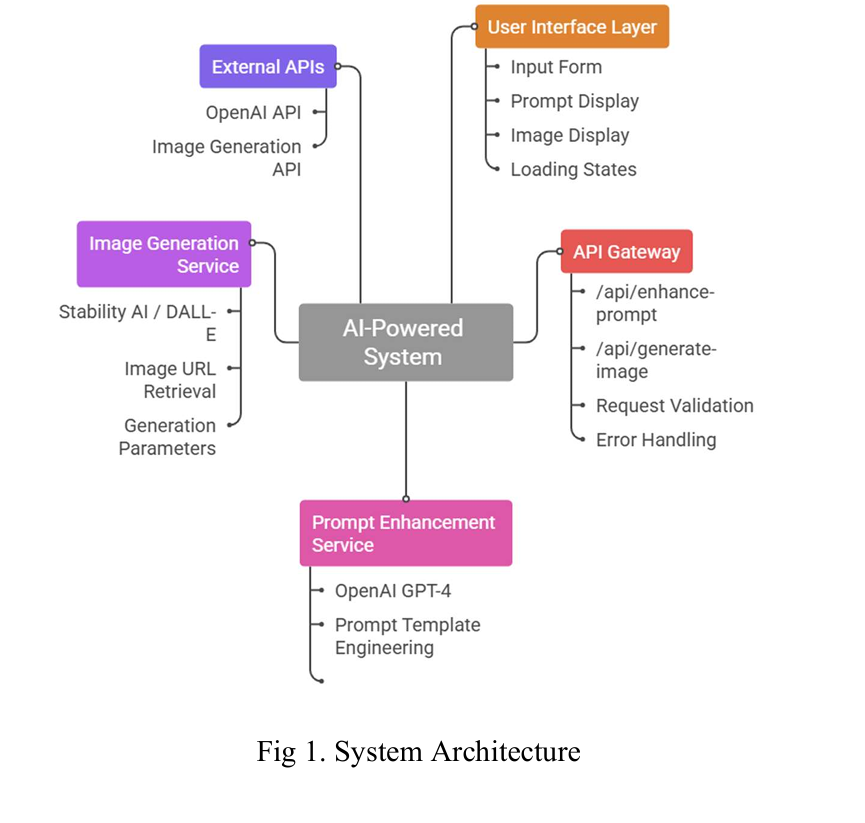 User Interface Layer
Input Form
Prompt Display
Image Display
Loading States
External APIs
OpenAI API
Image Generation
API
Image Generation
Service
Stability AI / DALL-
E
Image URL
Retrieval
Generation
Parameters
AI-Powered
System
API Gateway
/api/enhance-
prompt
/api/generate-
image
Request Validation
Error Handling
Prompt Enhancement
Service
OpenAI GPT-4
Prompt Template
Engineering
Fig 1. System Architecture